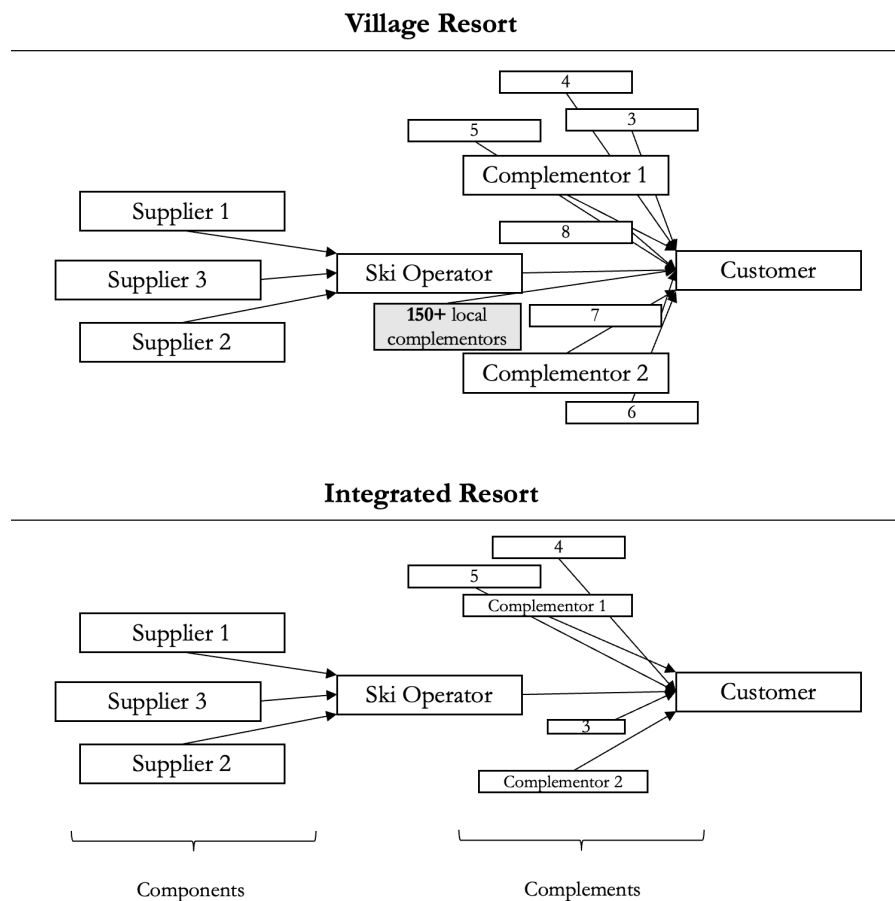 Village Resort
4
3
5
Complementor 1
Supplier 1
8
Supplier 3
Ski Operator
Customer
150+ local
complementors
7
Supplier 2
Complementor 2
6
Integrated Resort
4
5
Complementor 1
Supplier 1
Supplier 3
Ski Operator
Customer
3
Supplier 2
Complementor 2
Components
Complements